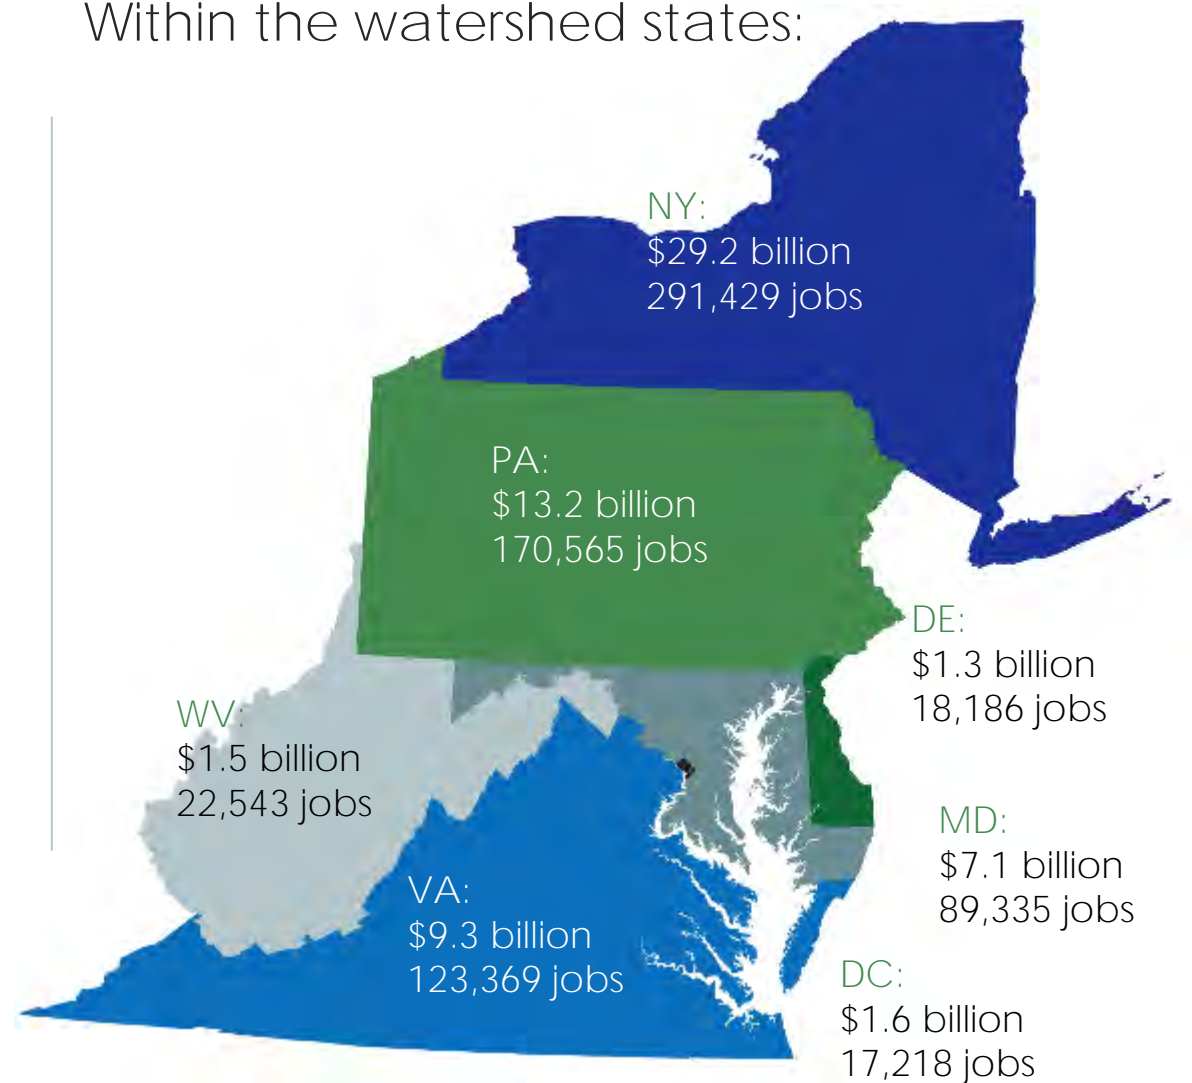 Within the watershed states:
NY:
$29.2 billion
291,429 jobs
PA:
$13.2 billion
170,565 jobs
DE:
$1.3 billion
18,186 jobs
WV:
$1.5 billion
22,543 jobs
MD:
$7.1 billion
89,335 jobs
VA:
$9.3 billion
123,369 jobs
DC:
$1.6 billion
17,218 jobs